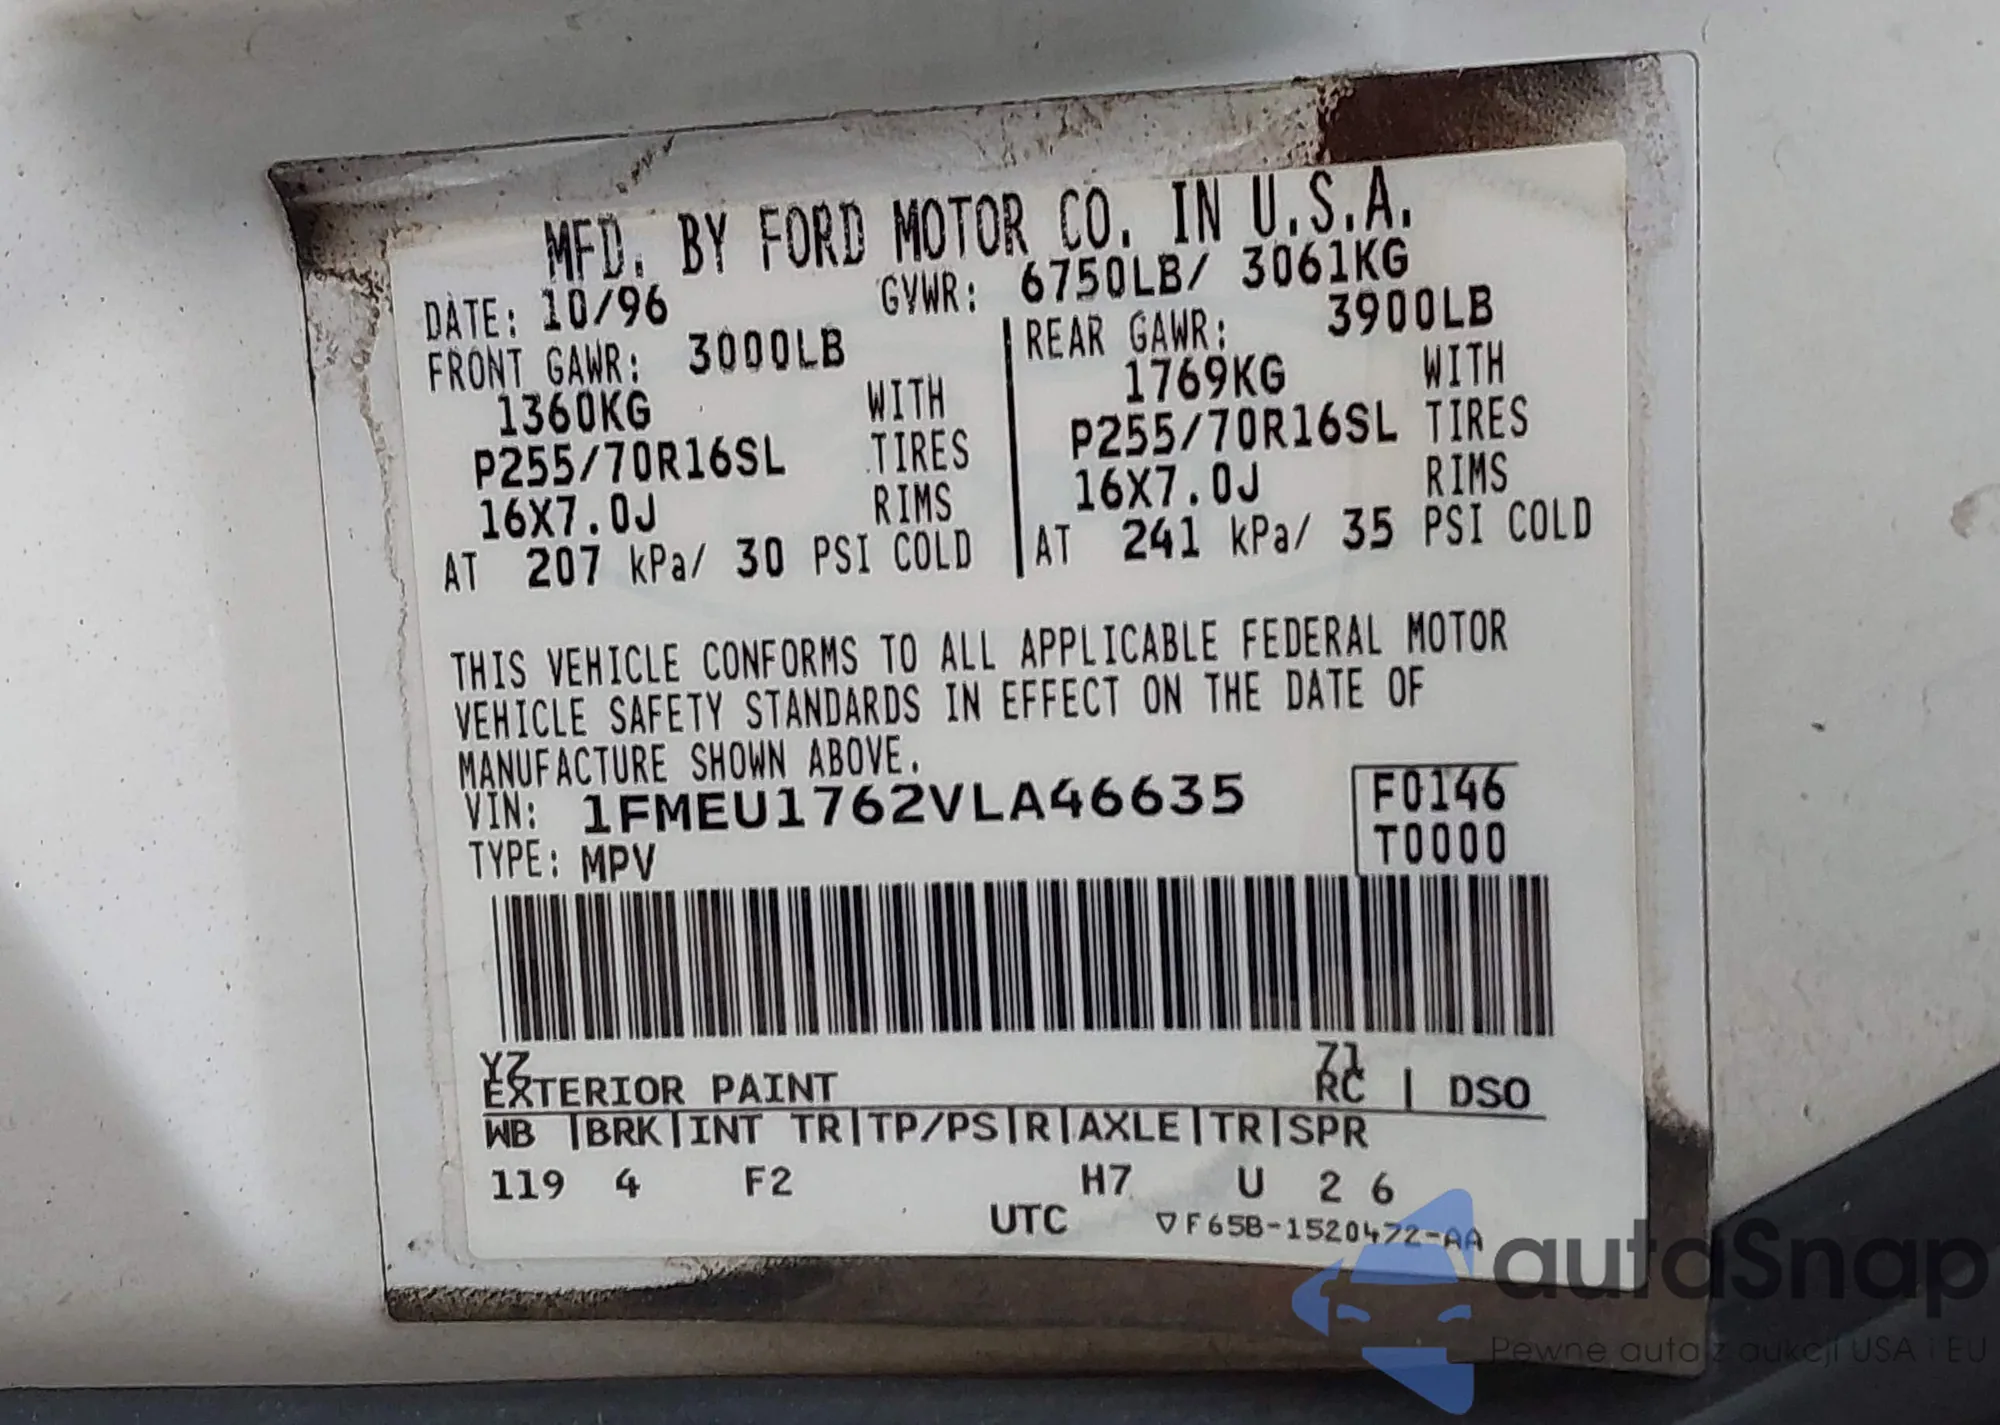 MFD. BY FORD MOTOR CO. IN U.S.A.
DATE: 10/96 GVWR: 6750LB/ 3061KG
FRONT GAWR: 3000LB REAR GAWR: 3900LB
1360KG WITH 1769KG WITH
P255/70R16SL TIRES P255/70R16SL TIRES
16X7.0J RIMS 16X7.0J RIMS
AT 207 kPa/ 30 PSI COLD AT 241 kPa/ 35 PSI COLD
THIS VEHICLE CONFORMS TO ALL APPLICABLE FEDERAL MOTOR
VEHICLE SAFETY STANDARDS IN EFFECT ON THE DATE OF
MANUFACTURE SHOWN ABOVE.
VIN: 1FMEU1762VLA46635 F0146
TYPE: MPV T0000
YZ 71
EXTERIOR PAINT RC | DSO
WB |BRK|INT TR|TP/PS|R|AXLE|TR|SPR
119 4 F2 H7 U 2 6
UTC ▽F65B-1520472-AA
autoSnap
Pewne auta z aukcji USA i EU